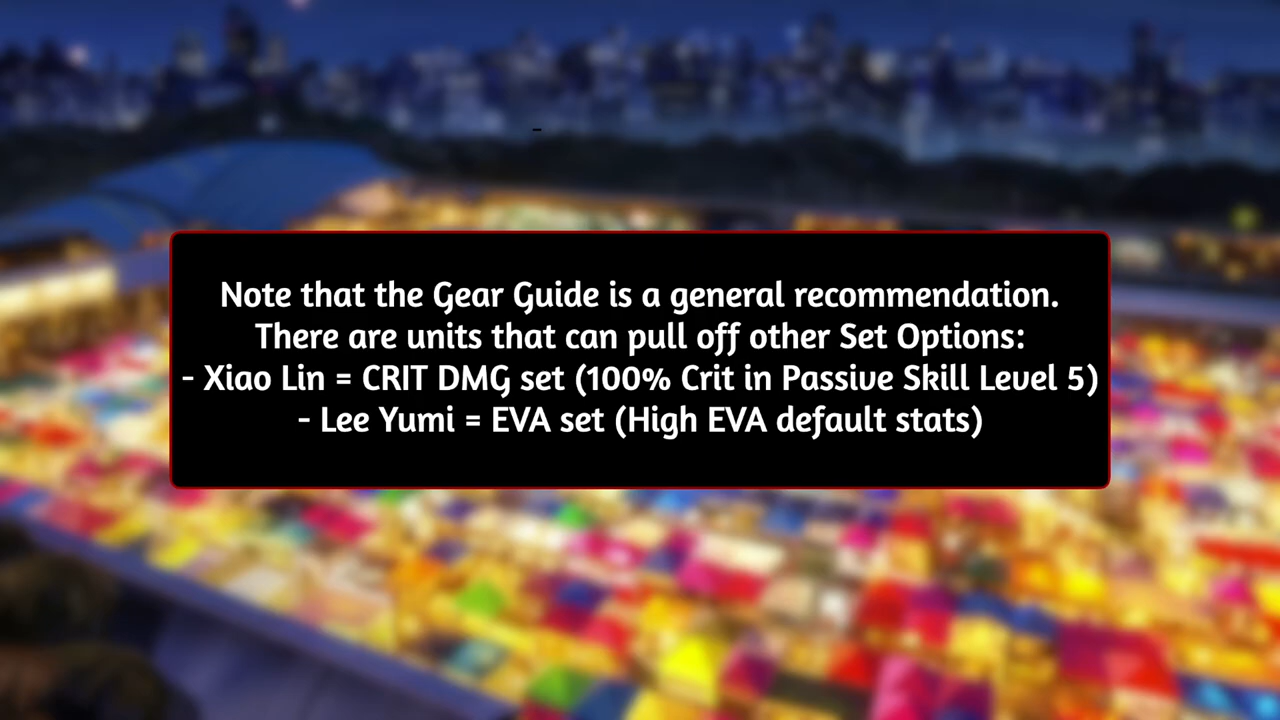 Note that the Gear Guide is a general recommendation.
There are units that can pull off other Set Options:
- Xiao Lin = CRIT DMG set (100% Crit in Passive Skill Level 5)
- Lee Yumi = EVA set (High EVA default stats)